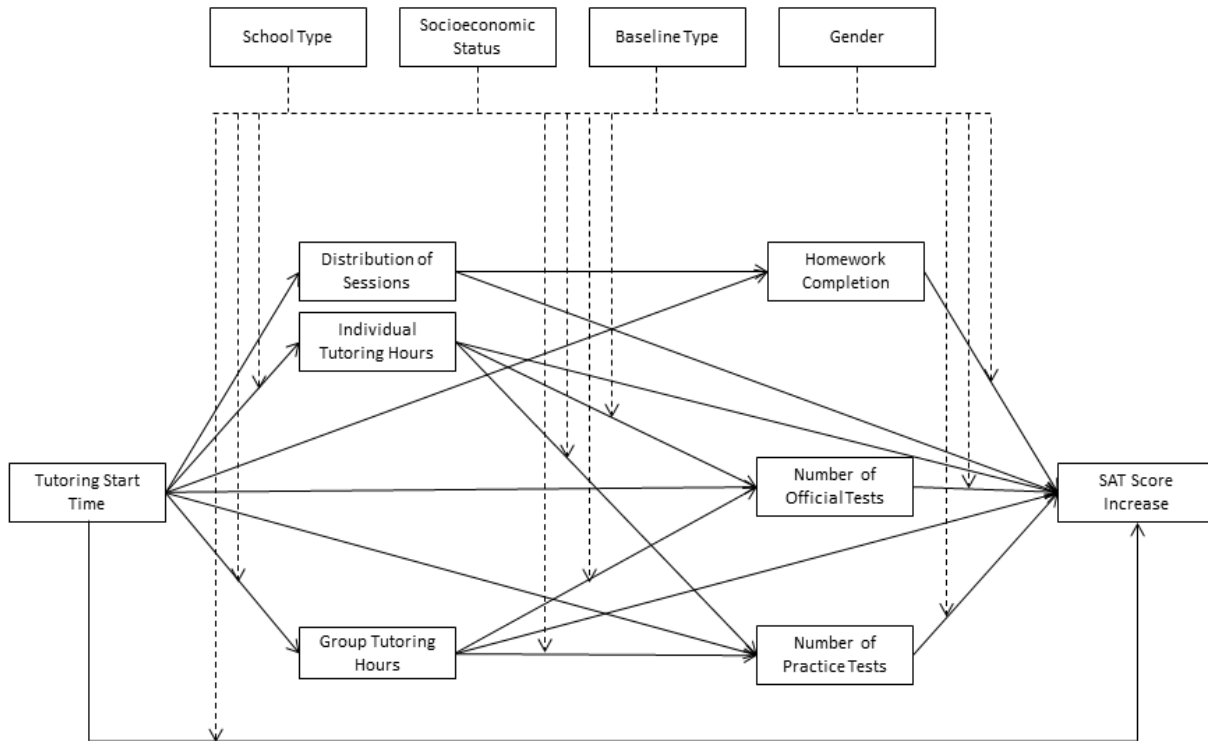 School Type
Socioeconomic
Status
Baseline Type
Gender
Distribution of
Sessions
Homework
Completion
Individual
Tutoring Hours
Tutoring Start
Time
Number of
Official Tests
SAT Score
Increase
Group Tutoring
Hours
Number of
Practice Tests